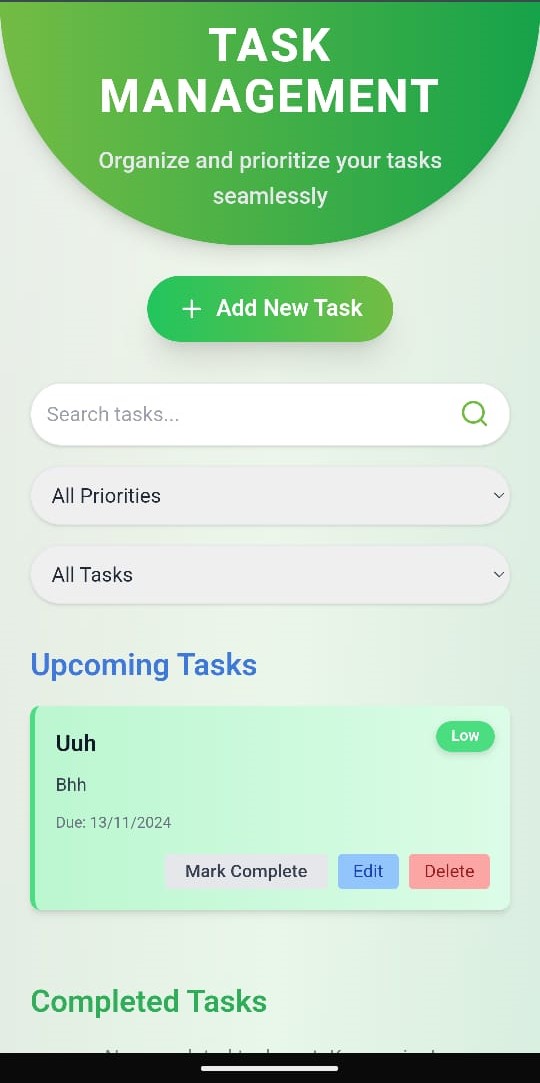 TASK
MANAGEMENT
Organize and prioritize your tasks
seamlessly
Add New Task
Search tasks...
All Priorities
All Tasks
Upcoming Tasks
Uuh
Low
Bhh
Due: 13/11/2024
Mark Complete
Edit
Delete
Completed Tasks